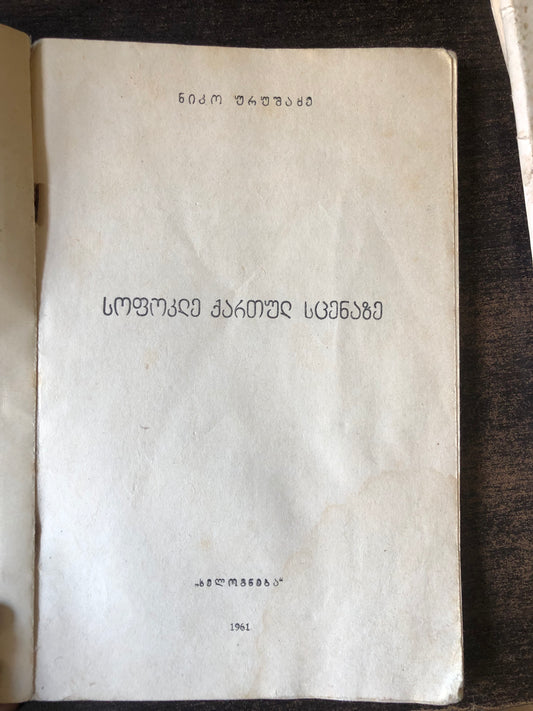 ნიკო ურუშაძე
სოფოკლე ქართულ სცენაზე
„ხელოვნება“
1961